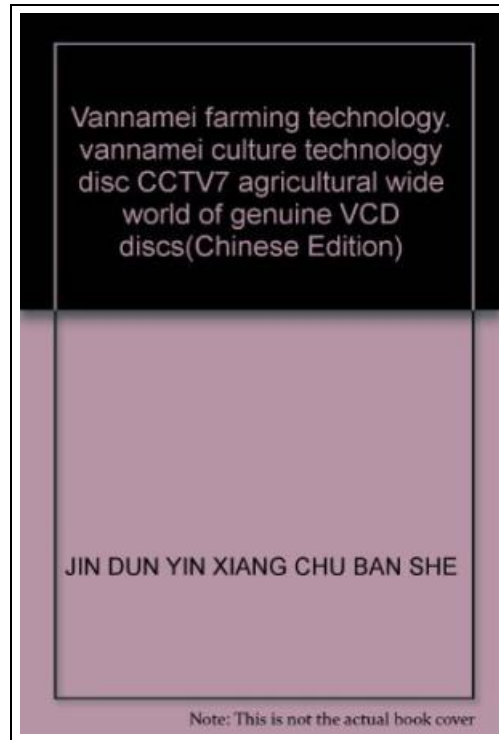 Vannamei farming technology.
vannamei culture technology
disc CCTV7 agricultural wide
world of genuine VCD
discs(Chinese Edition)
JIN DUN YIN XIANG CHU BAN SHE
Note: This is not the actual book cover